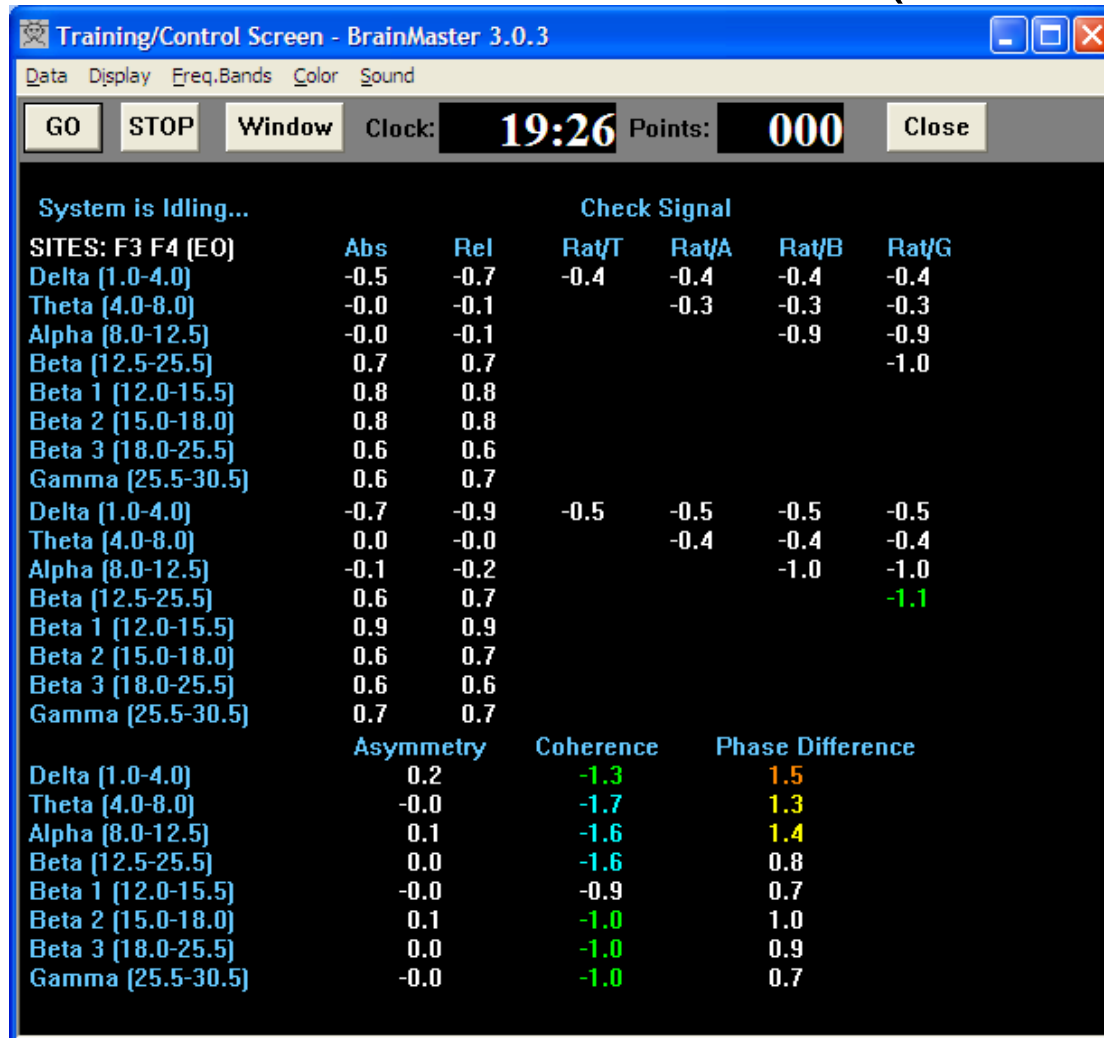 Training/Control Screen - BrainMaster 3.0.3
Data Display Freq.Bands Color Sound
GO STOP Window Clock: 19:26 Points: 000 Close
System is Idling... Check Signal
SITES: F3 F4 (EO) Abs Rel Rat/T Rat/A Rat/B Rat/G
Delta (1.0-4.0) -0.5 -0.7 -0.4 -0.4 -0.4 -0.4
Theta (4.0-8.0) -0.0 -0.1 -0.3 -0.3 -0.3
Alpha (8.0-12.5) -0.0 -0.1 -0.9 -0.9
Beta (12.5-25.5) 0.7 0.7 -1.0
Beta 1 (12.0-15.5) 0.8 0.8
Beta 2 (15.0-18.0) 0.8 0.8
Beta 3 (18.0-25.5) 0.6 0.6
Gamma (25.5-30.5) 0.6 0.7
Delta (1.0-4.0) -0.7 -0.9 -0.5 -0.5 -0.5 -0.5
Theta (4.0-8.0) 0.0 -0.0 -0.4 -0.4 -0.4
Alpha (8.0-12.5) -0.1 -0.2 -1.0 -1.0
Beta (12.5-25.5) 0.6 0.7 -1.1
Beta 1 (12.0-15.5) 0.9 0.9
Beta 2 (15.0-18.0) 0.6 0.7
Beta 3 (18.0-25.5) 0.6 0.6
Gamma (25.5-30.5) 0.7 0.7
Asymmetry Coherence Phase Difference
Delta (1.0-4.0) 0.2 -1.3 1.5
Theta (4.0-8.0) -0.0 -1.7 1.3
Alpha (8.0-12.5) 0.1 -1.6 1.4
Beta (12.5-25.5) 0.0 -1.6 0.8
Beta 1 (12.0-15.5) -0.0 -0.9 0.7
Beta 2 (15.0-18.0) 0.1 -1.0 1.0
Beta 3 (18.0-25.5) 0.0 -1.0 0.9
Gamma (25.5-30.5) -0.0 -1.0 0.7